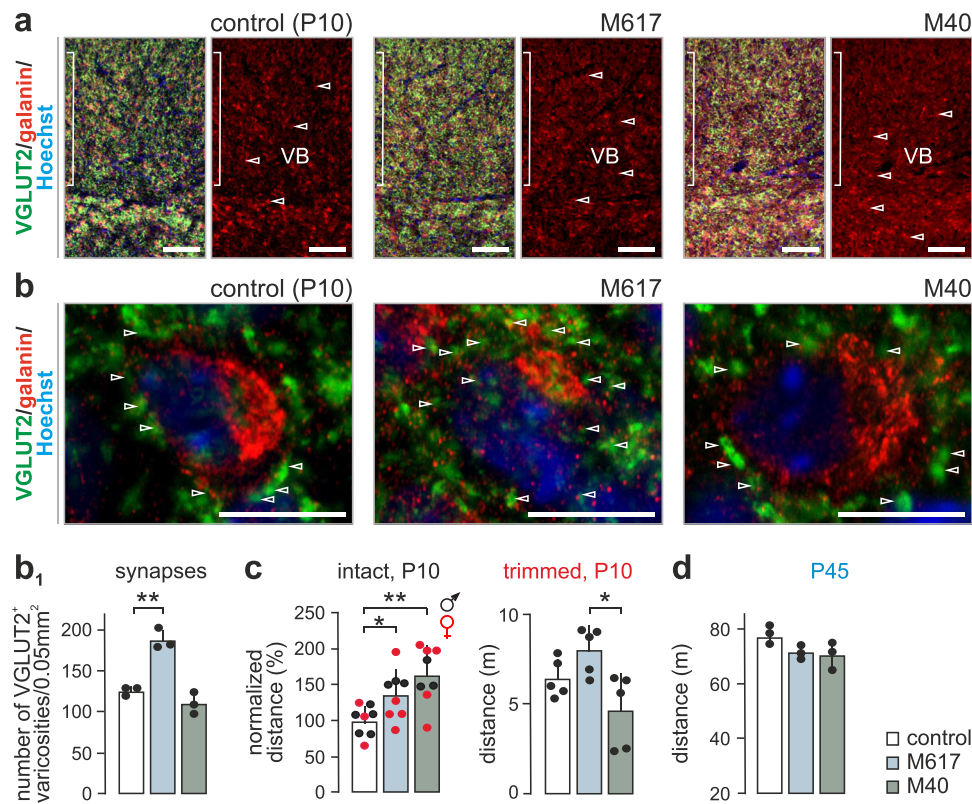 a
control (P10)
M617
M40
VGLUT2/galanin/
Hoechst
VB
VB
VB
b
control (P10)
M617
M40
VGLUT2/galanin/
Hoechst
b1
synapses
number of VGLUT2+
varicosities/0.05mm2
200
150
100
50
0
**
c
intact, P10
normalized
distance (%)
250
200
150
100
50
0
**
*
♂
♀
trimmed, P10
distance (m)
10
5
0
*
d
P45
distance (m)
80
60
40
20
control
M617
M40